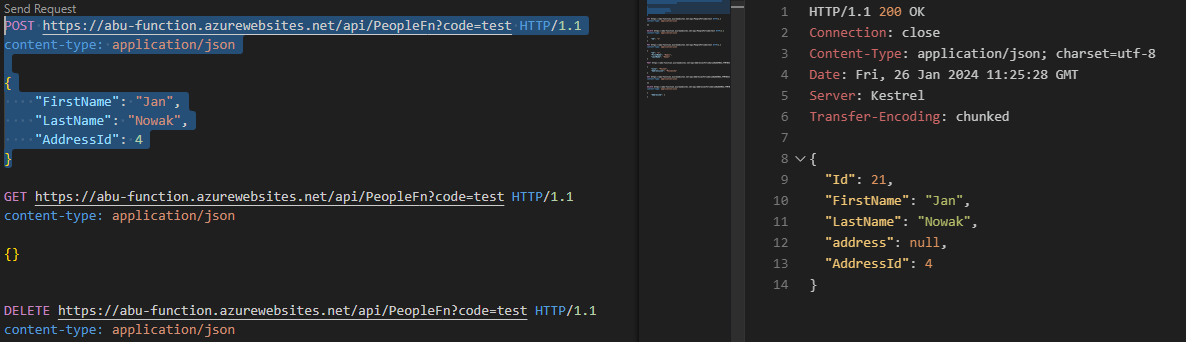 Send Request
POST https://abu-function.azurewebsites.net/api/PeopleFn?code=test HTTP/1.1
content-type: application/json
{
"FirstName": "Jan",
"LastName": "Nowak",
"AddressId": 4
}
GET https://abu-function.azurewebsites.net/api/PeopleFn?code=test HTTP/1.1
content-type: application/json
{}
DELETE https://abu-function.azurewebsites.net/api/PeopleFn?code=test HTTP/1.1
content-type: application/json
1 HTTP/1.1 200 OK
2 Connection: close
3 Content-Type: application/json; charset=utf-8
4 Date: Fri, 26 Jan 2024 11:25:28 GMT
5 Server: Kestrel
6 Transfer-Encoding: chunked
7
8 {
9 "Id": 21,
10 "FirstName": "Jan",
11 "LastName": "Nowak",
12 "address": null,
13 "AddressId": 4
14 }